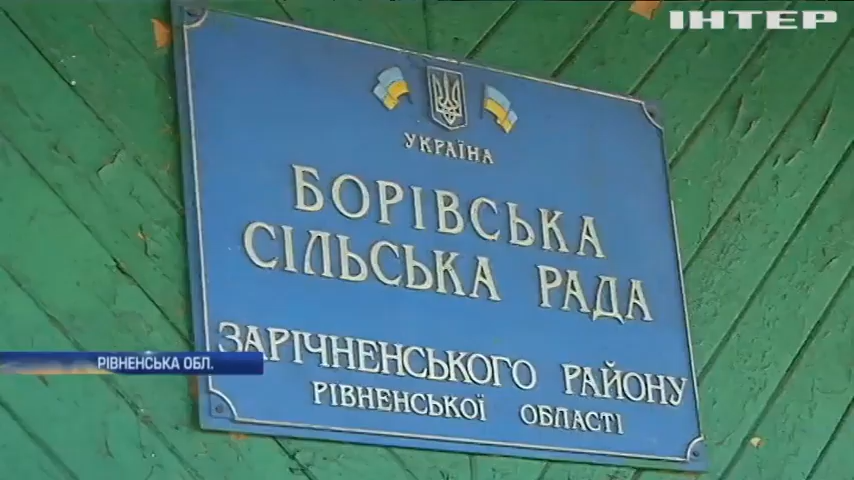 ІНТЕР
УКРАЇНА
БОРІВСЬКА
СІЛЬСЬКА РАДА
ЗАРІЧНЕНСЬКОГО РАЙОНУ
РІВНЕНСЬКОЇ ОБЛАСТІ
РІВНЕНСЬКА ОБЛ.